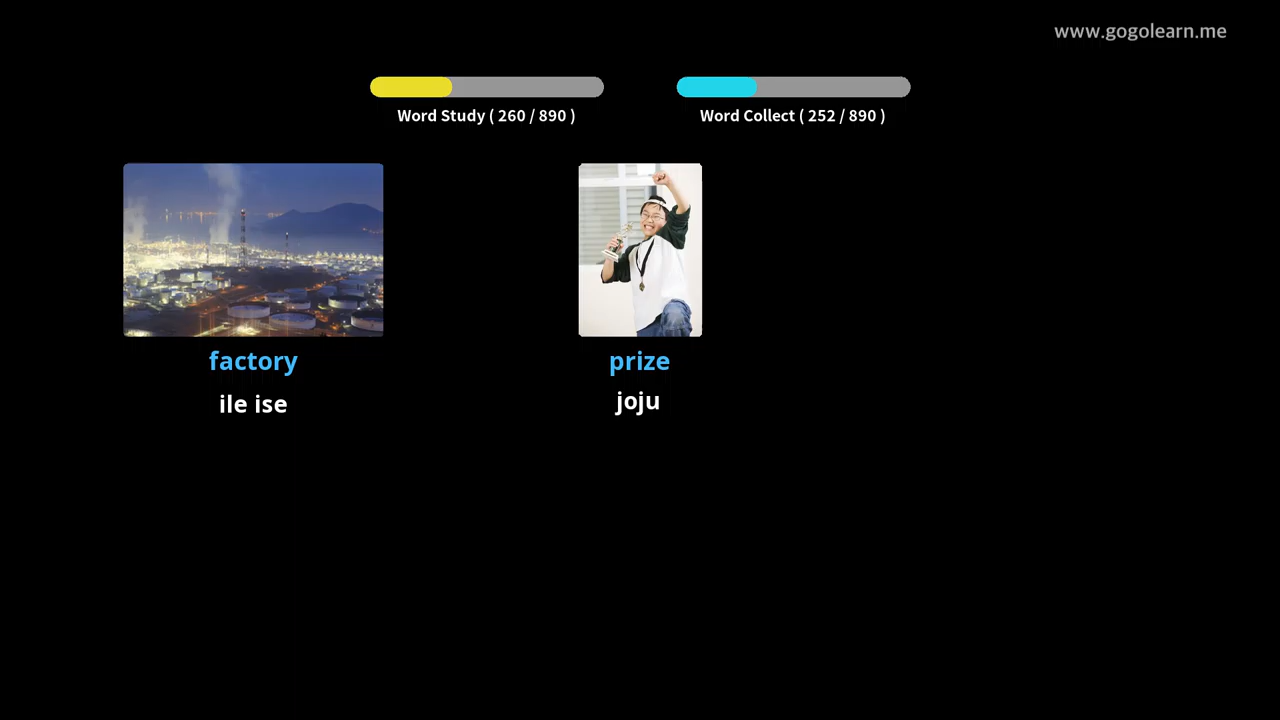 www.gogolearn.me
Word Study ( 260 / 890 )
Word Collect ( 252 / 890 )
factory
ile ise
prize
joju